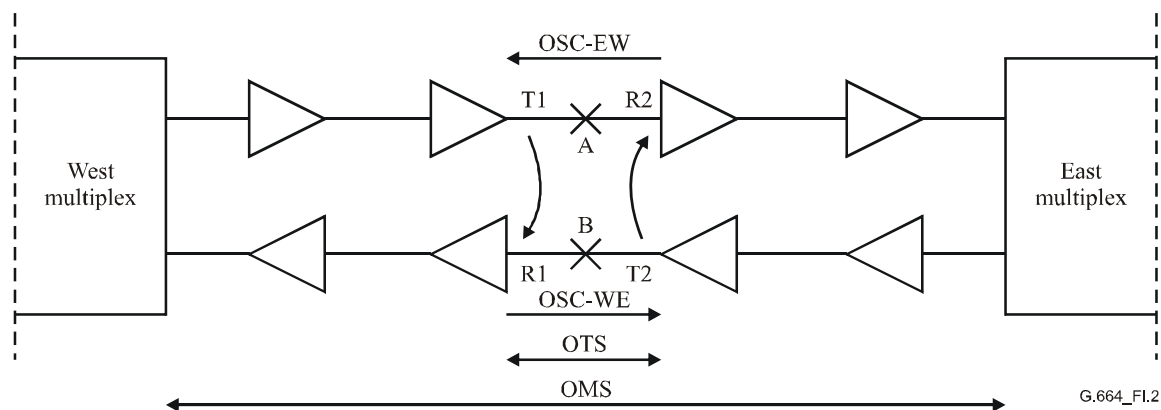 OSC-EW
T1
R2
A
West
multiplex
East
multiplex
B
R1
T2
OSC-WE
OTS
OMS
G.664_FI.2